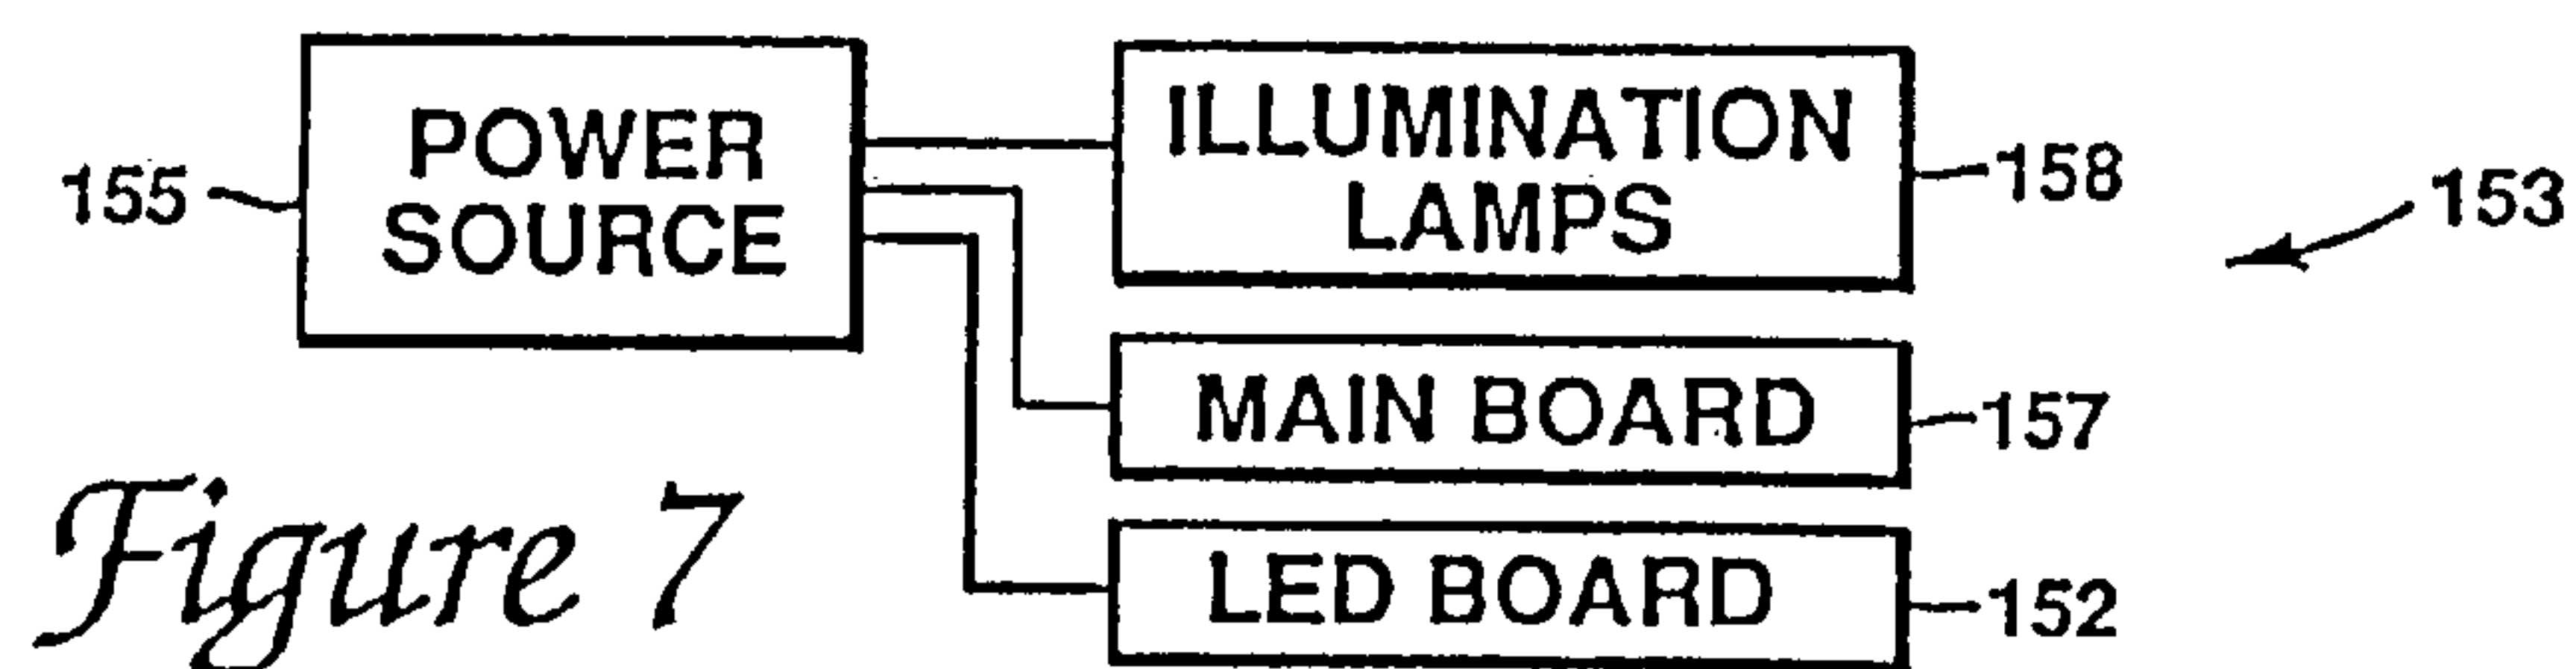 155
POWER
SOURCE
ILLUMINATION
LAMPS
158
153
MAIN BOARD
157
LED BOARD
152
Figure 7